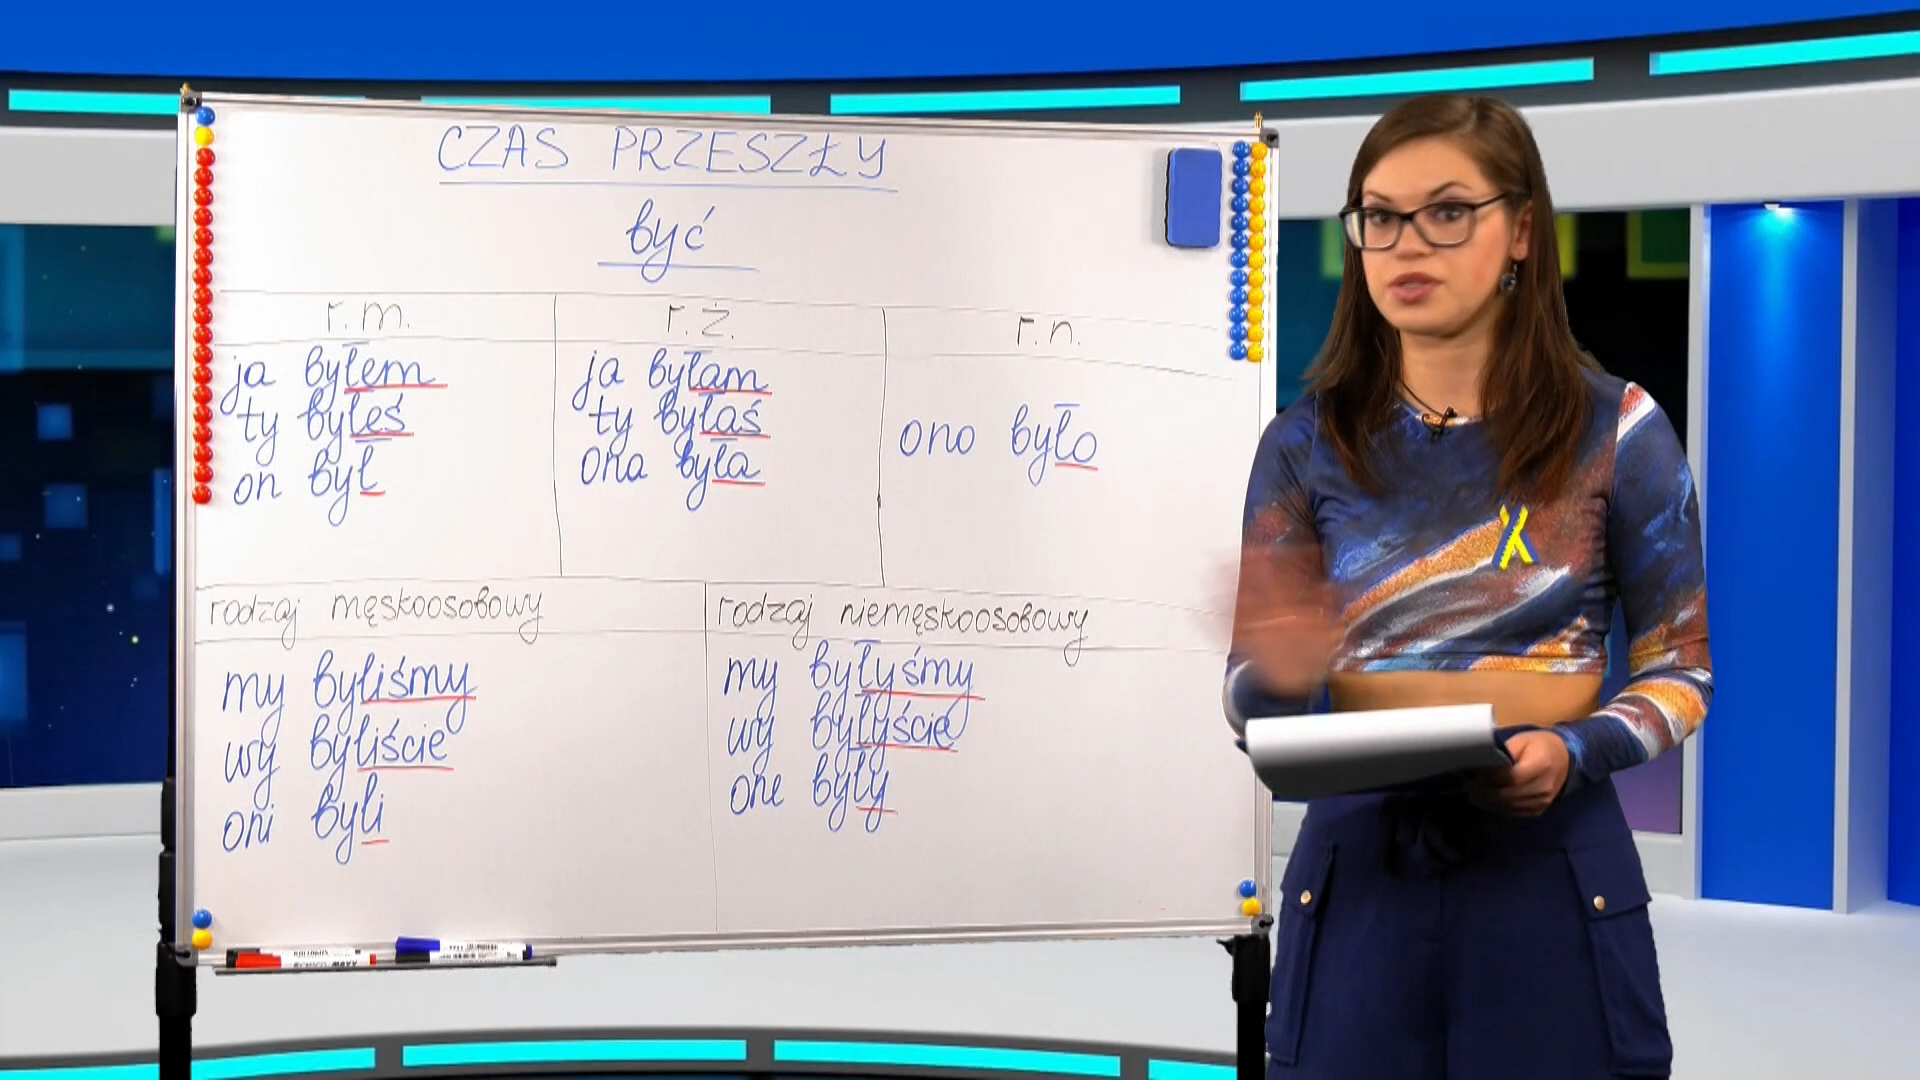 CZAS PRZESZŁY
być
r.m.
ja byłem
ty byłeś
on był
r.ż.
ja byłam
ty byłaś
ona była
r.n.
ono było
rodzaj męskoosobowy
my byliśmy
wy byliście
oni byli
rodzaj niemęskoosobowy
my byłyśmy
wy byłyście
one były